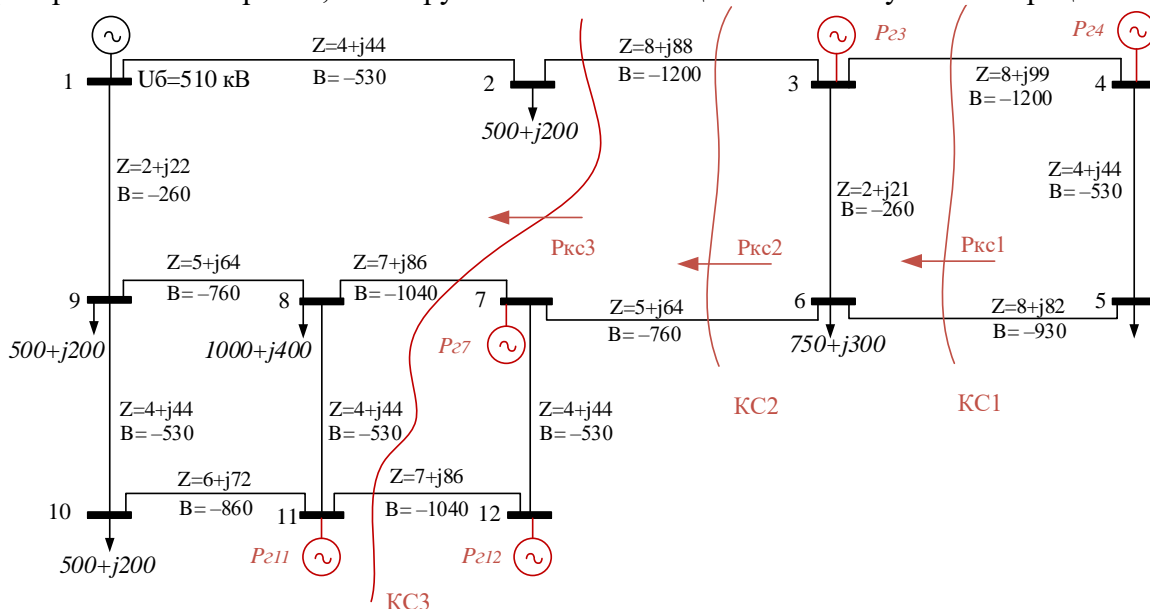 Z=4+j44
B= –530
Z=8+j88
B= –1200
Pг3
Z=8+j99
B= –1200
Pг4
1
Uб=510 кВ
2
3
4
500+j200
Z=2+j22
B= –260
Z=2+j21
B= –260
Z=4+j44
B= –530
Pкс3
Pкс2
Pкс1
Z=5+j64
B= –760
Z=7+j86
B= –1040
9
8
7
6
5
Z=5+j64
B= –760
Z=8+j82
B= –930
500+j200
1000+j400
Pг7
750+j300
КС2
КС1
Z=4+j44
B= –530
Z=4+j44
B= –530
Z=4+j44
B= –530
Z=6+j72
B= –860
Z=7+j86
B= –1040
10
11
12
Pг11
Pг12
500+j200
КС3